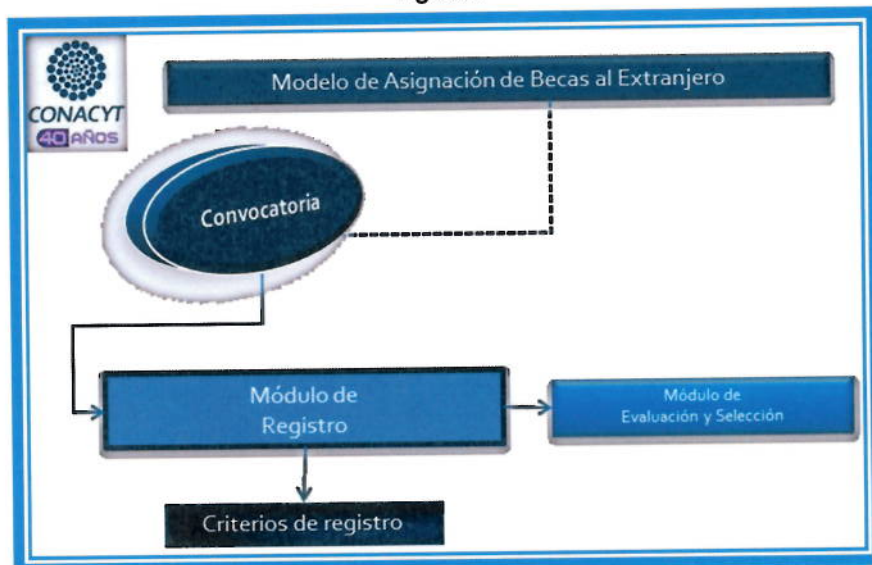 CONACYT
40 AÑOS
Modelo de Asignación de Becas al Extranjero
Convocatoria
Módulo de
Registro
Módulo de
Evaluación y Selección
Criterios de registro